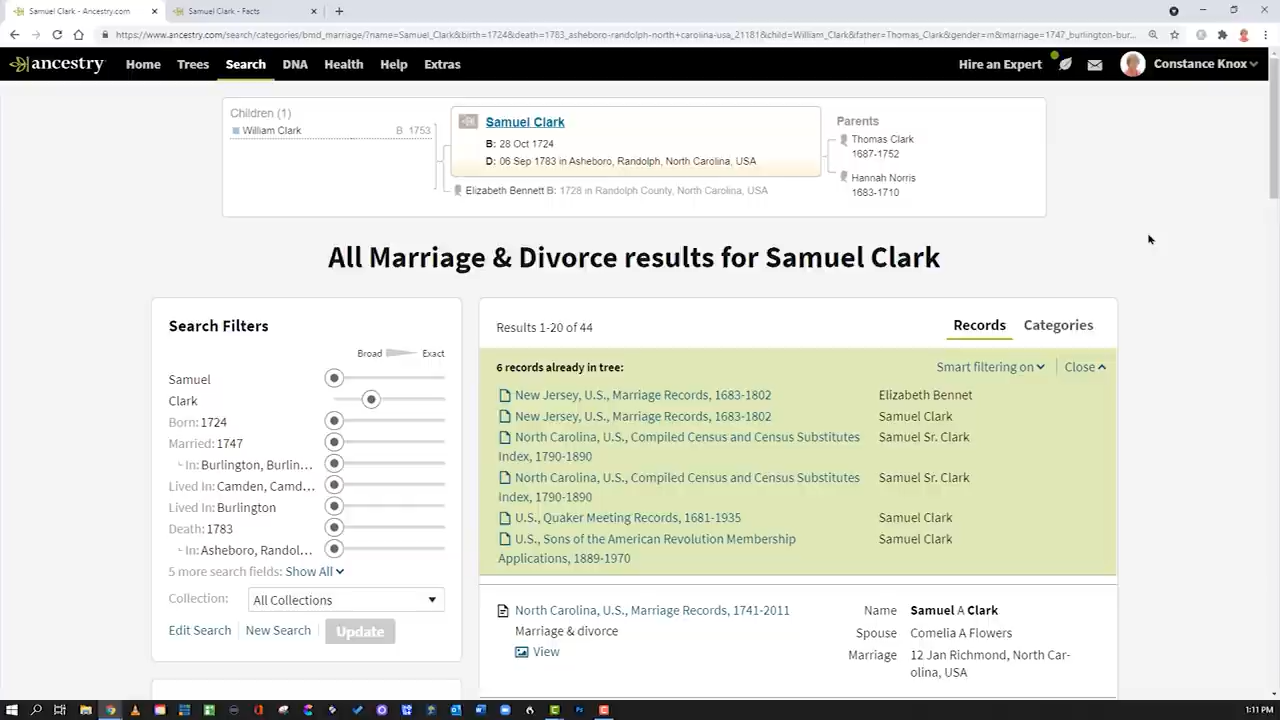 Samuel Clark - Ancestry.com
Samuel Clark - Facts
https://www.ancestry.com/search/categories/bmd_marriage/?name=Samuel_Clark&birth=1724&death=1783_asheboro-randolph-north+carolina-usa_21181&child=William_Clark&father=Thomas_Clark&gender=m&marriage=1747_burlington-bur...
ancestry Home Trees Search DNA Health Help Extras Hire an Expert Constance Knox
Children (1)
William Clark B 1753
Samuel Clark
B: 28 Oct 1724
D: 06 Sep 1783 in Asheboro, Randolph, North Carolina, USA
Elizabeth Bennett B: 1728 in Randolph County, North Carolina, USA
Parents
Thomas Clark
1687-1752
Hannah Norris
1683-1710
All Marriage & Divorce results for Samuel Clark
Search Filters
Broad Exact
Samuel
Clark
Born: 1724
Married: 1747
In: Burlington, Burlin...
Lived In: Camden, Camd...
Lived In: Burlington
Death: 1783
In: Asheboro, Randol...
5 more search fields: Show All
Collection: All Collections
Edit Search New Search Update
Results 1-20 of 44
Records Categories
6 records already in tree:
Smart filtering on Close
New Jersey, U.S., Marriage Records, 1683-1802 Elizabeth Bennet
New Jersey, U.S., Marriage Records, 1683-1802 Samuel Clark
North Carolina, U.S., Compiled Census and Census Substitutes Samuel Sr. Clark
Index, 1790-1890
North Carolina, U.S., Compiled Census and Census Substitutes Samuel Sr. Clark
Index, 1790-1890
U.S., Quaker Meeting Records, 1681-1935 Samuel Clark
U.S., Sons of the American Revolution Membership Samuel Clark
Applications, 1889-1970
North Carolina, U.S., Marriage Records, 1741-2011
Marriage & divorce
View
Name Samuel A Clark
Spouse Comelia A Flowers
Marriage 12 Jan Richmond, North Car-
olina, USA
1:11 PM